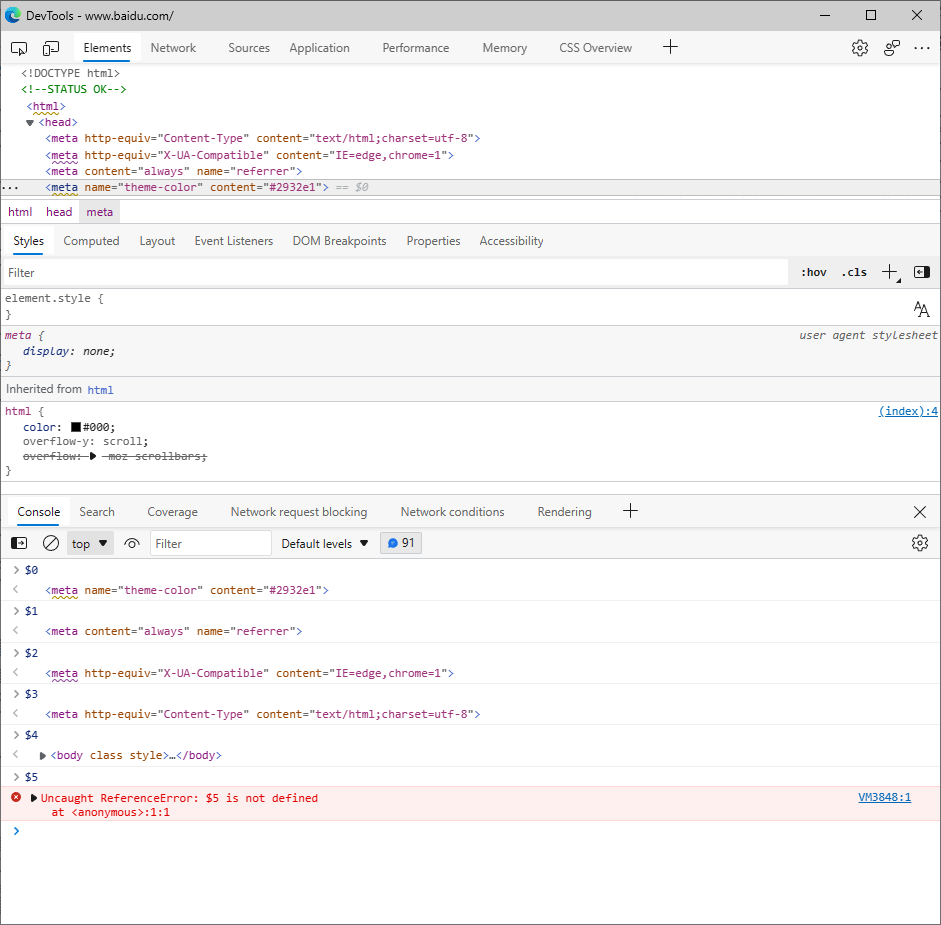 DevTools - www.baidu.com/
Elements Network Sources Application Performance Memory CSS Overview
<!DOCTYPE html>
<!--STATUS OK-->
<html>
<head>
<meta http-equiv="Content-Type" content="text/html;charset=utf-8">
<meta http-equiv="X-UA-Compatible" content="IE=edge,chrome=1">
<meta content="always" name="referrer">
... <meta name="theme-color" content="#2932e1"> == $0
html head meta
Styles Computed Layout Event Listeners DOM Breakpoints Properties Accessibility
Filter :hov .cls
element.style {
}
meta { user agent stylesheet
display: none;
}
Inherited from html
html { (index):4
color: #000;
overflow-y: scroll;
overflow: -moz-scrollbars;
}
Console Search Coverage Network request blocking Network conditions Rendering
top Filter Default levels 91
$0
<meta name="theme-color" content="#2932e1">
$1
<meta content="always" name="referrer">
$2
<meta http-equiv="X-UA-Compatible" content="IE=edge,chrome=1">
$3
<meta http-equiv="Content-Type" content="text/html;charset=utf-8">
$4
<body class style>…</body>
$5
Uncaught ReferenceError: $5 is not defined VM3848:1
at <anonymous>:1:1